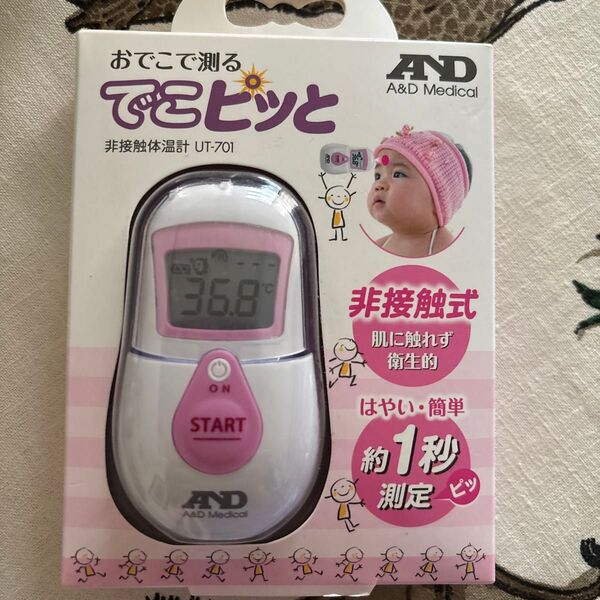 おでこで測る
でこピッと
非接触体温計 UT-701
AND
A&D Medical
非接触式
肌に触れず
衛生的
はやい・簡単
約1秒
測定
ピッ
36.8
℃
ON
START
AND
A&D Medical